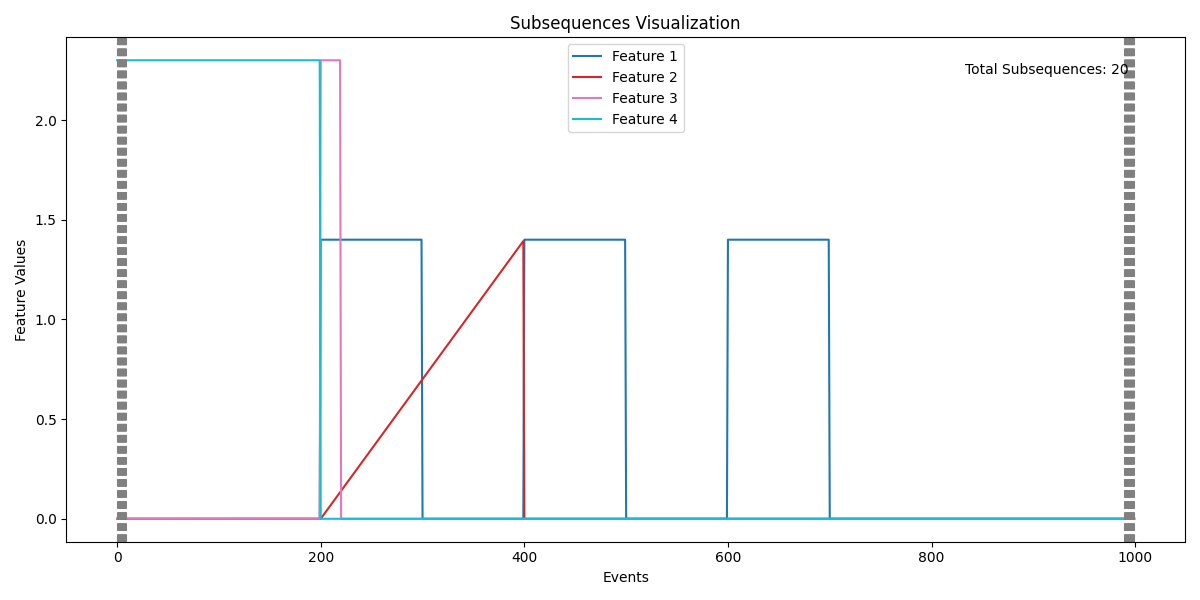 Subsequences Visualization
Feature 1
Feature 2
Feature 3
Feature 4
Total Subsequences: 20
Feature Values
2.0
1.5
1.0
0.5
0.0
0
200
400
600
800
1000
Events